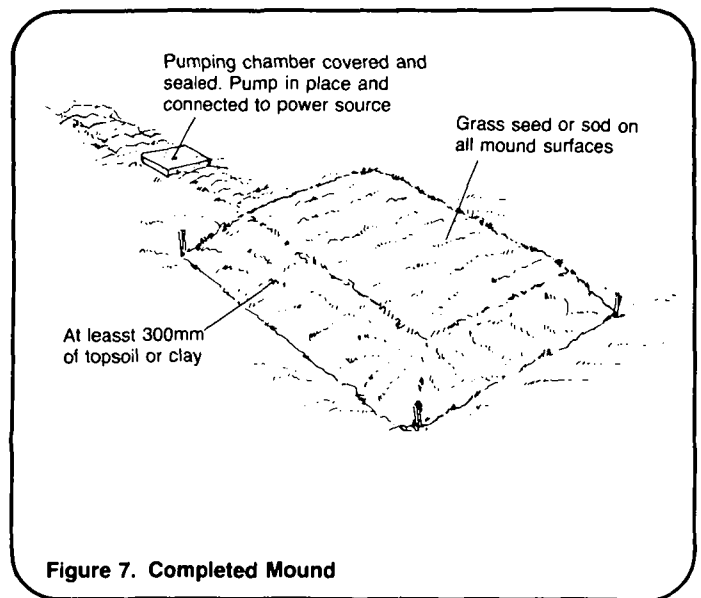 Pumping chamber covered and
sealed. Pump in place and
connected to power source
Grass seed or sod on
all mound surfaces
At leasst 300mm
of topsoil or clay
Figure 7. Completed Mound